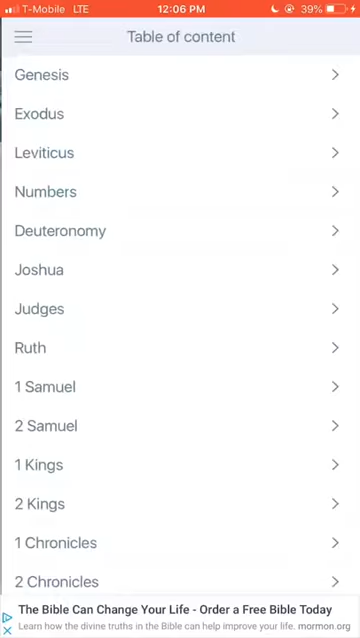 T-Mobile LTE 12:06 PM 39%
Table of content
Genesis
Exodus
Leviticus
Numbers
Deuteronomy
Joshua
Judges
Ruth
1 Samuel
2 Samuel
1 Kings
2 Kings
1 Chronicles
2 Chronicles
The Bible Can Change Your Life - Order a Free Bible Today
Learn how the divine truths in the Bible can help improve your life. mormon.org